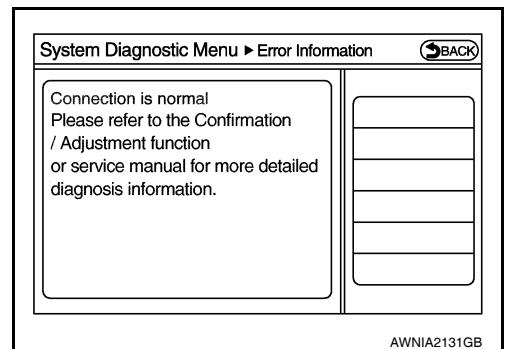 System Diagnostic Menu ▶ Error Information BACK
Connection is normal
Please refer to the Confirmation
/ Adjustment function
or service manual for more detailed
diagnosis information.
AWNIA2131GB